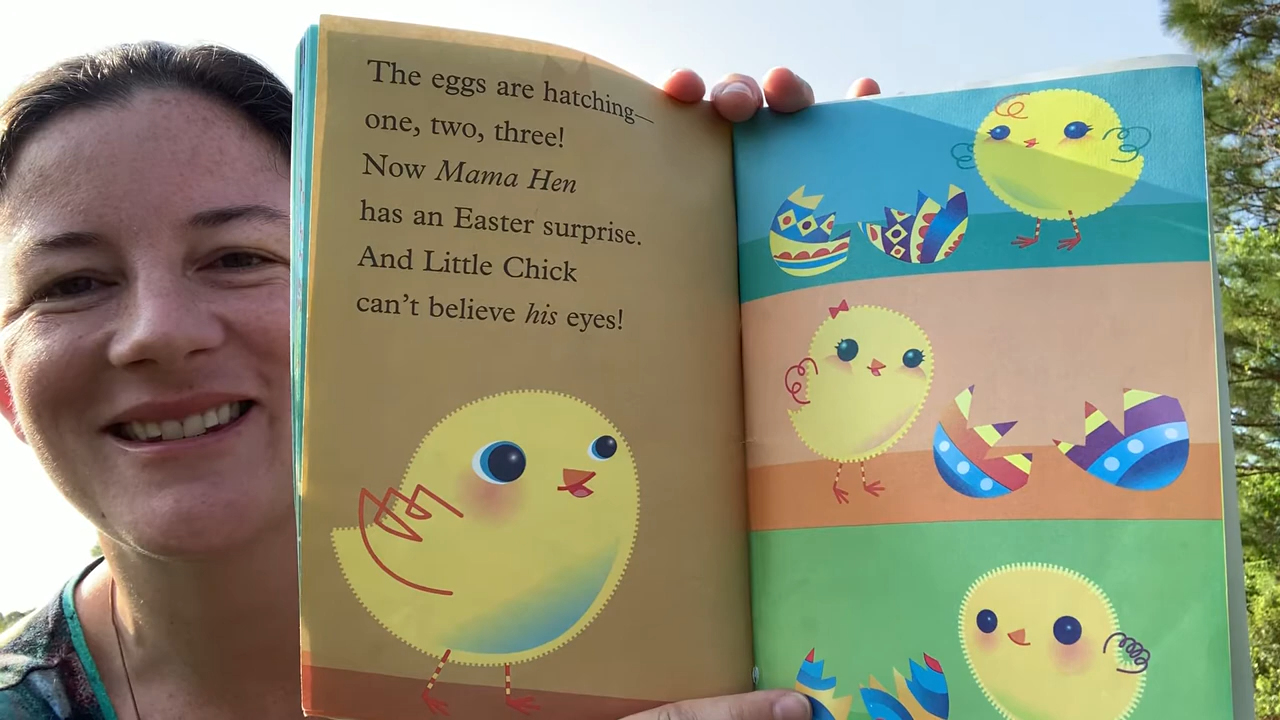 The eggs are hatching—
one, two, three!
Now Mama Hen
has an Easter surprise.
And Little Chick
can't believe his eyes!